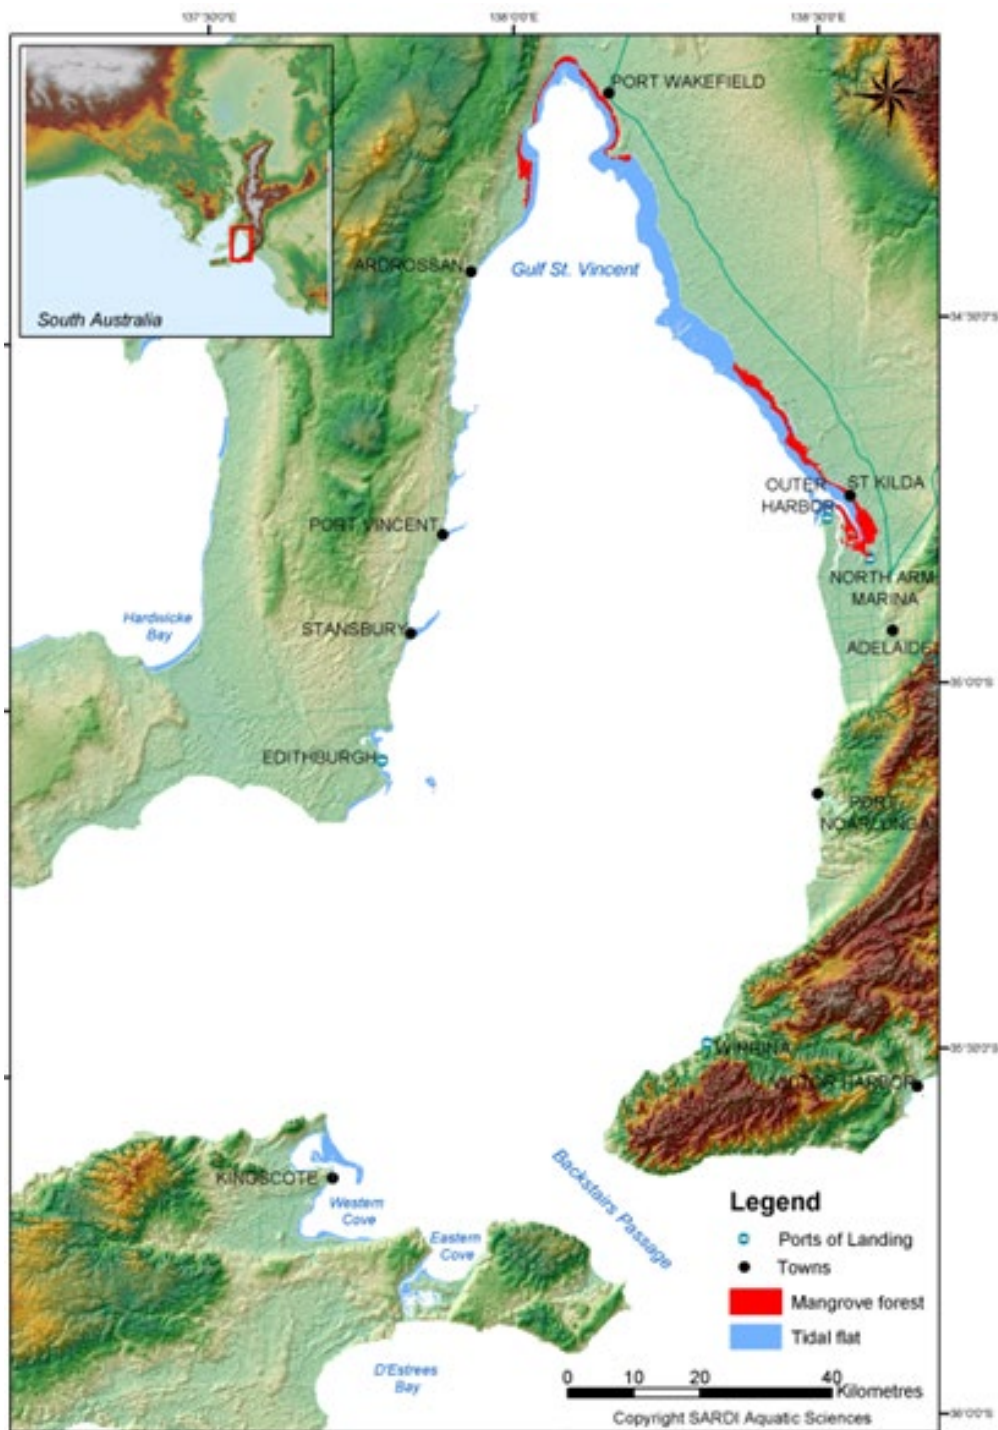 137°30'0"E
138°0'0"E
138°30'0"E
PORT WAKEFIELD
ARDROSSAN
Gulf St. Vincent
South Australia
34°30'0"S
OUTER
HARBOR
ST KILDA
PORT VINCENT
NORTH ARM
MARINA
Hardwicke
Bay
STANSBURY
ADELAIDE
35°0'0"S
EDITHBURGH
PORT
NOARLUNGA
WIRRINA
35°30'0"S
VICTOR HARBOR
KINGSCOTE
Western
Cove
Backstairs Passage
Eastern
Cove
Legend
Ports of Landing
Towns
Mangrove forest
Tidal flat
D'Estrees
Bay
0 10 20 40
Kilometres
Copyright SARDI Aquatic Sciences
36°0'0"S